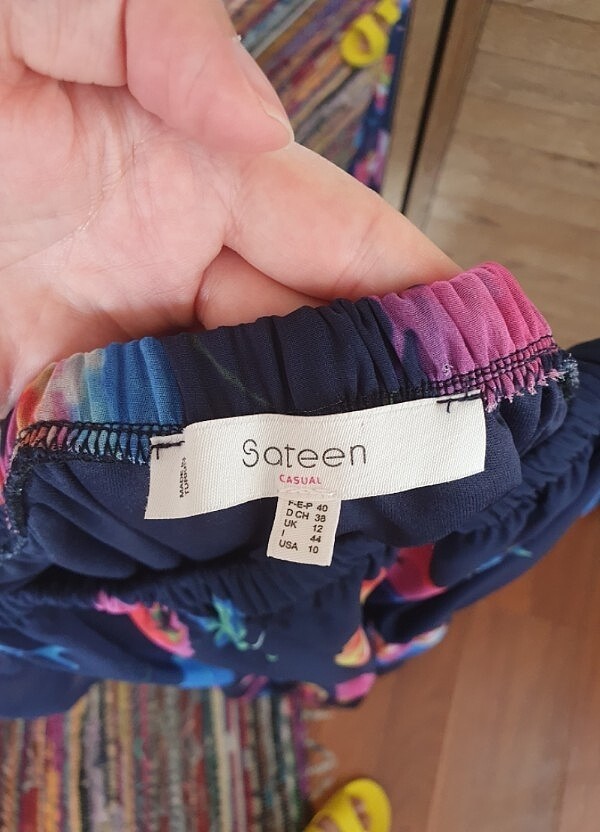 Sateen
CASUAL
MADE IN
TURKEY
F-E-P 40
D CH 38
UK 12
I 44
USA 10